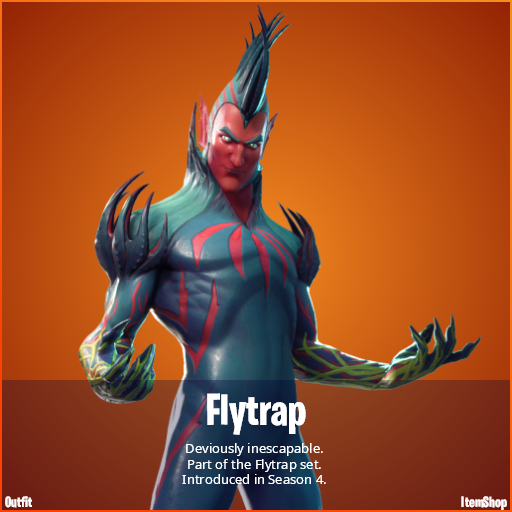 Flytrap
Deviously inescapable.
Part of the Flytrap set.
Introduced in Season 4.
Outfit
ItemShop